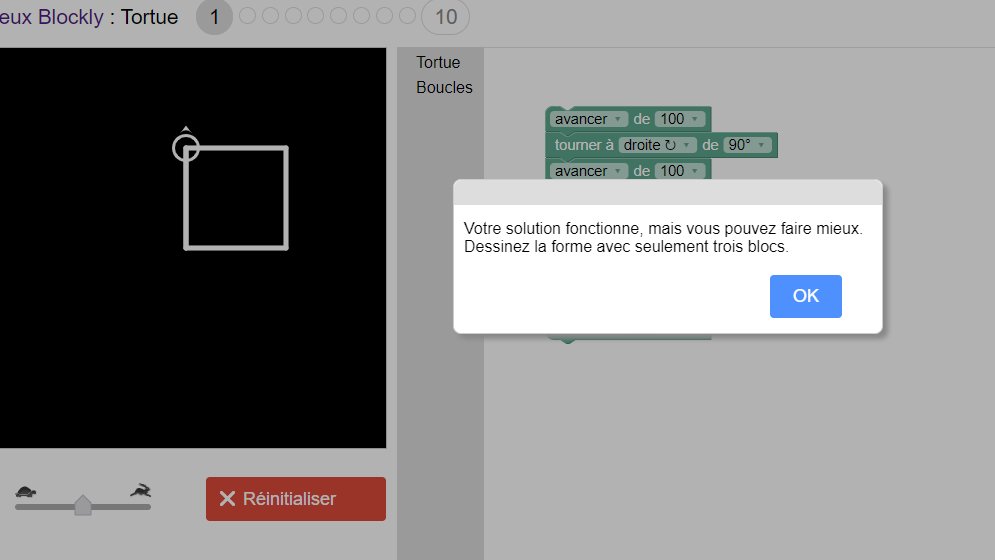 eux Blockly : Tortue 1 10
Tortue
Boucles
avancer de 100
tourner à droite ↻ de 90°
avancer de 100
Votre solution fonctionne, mais vous pouvez faire mieux.
Dessinez la forme avec seulement trois blocs.
OK
Réinitialiser